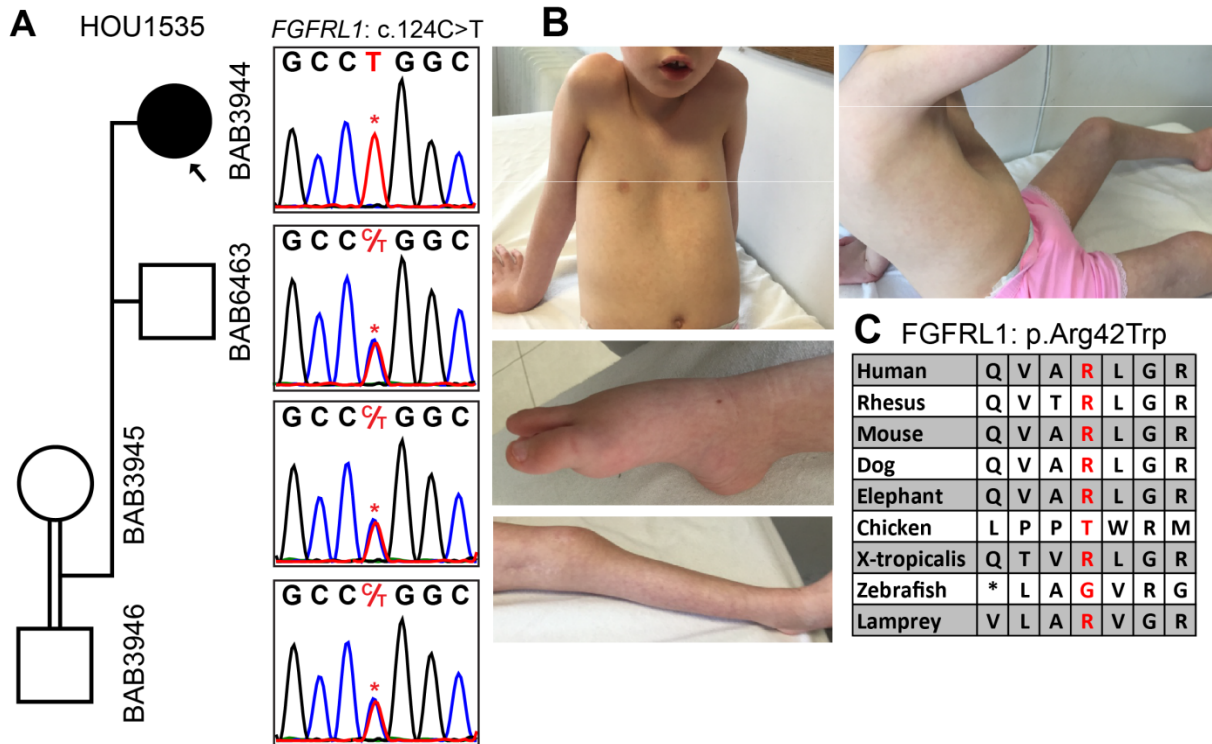 A HOU1535
FGFRL1: c.124C>T
BAB3944
G C C T G G C
*
BAB6463
G C C C/T G G C
*
BAB3945
G C C C/T G G C
*
BAB3946
G C C C/T G G C
*
B
C FGFRL1: p.Arg42Trp
Human Q V A R L G R
Rhesus Q V T R L G R
Mouse Q V A R L G R
Dog Q V A R L G R
Elephant Q V A R L G R
Chicken L P P T W R M
X-tropicalis Q T V R L G R
Zebrafish * L A G V R G
Lamprey V L A R V G R